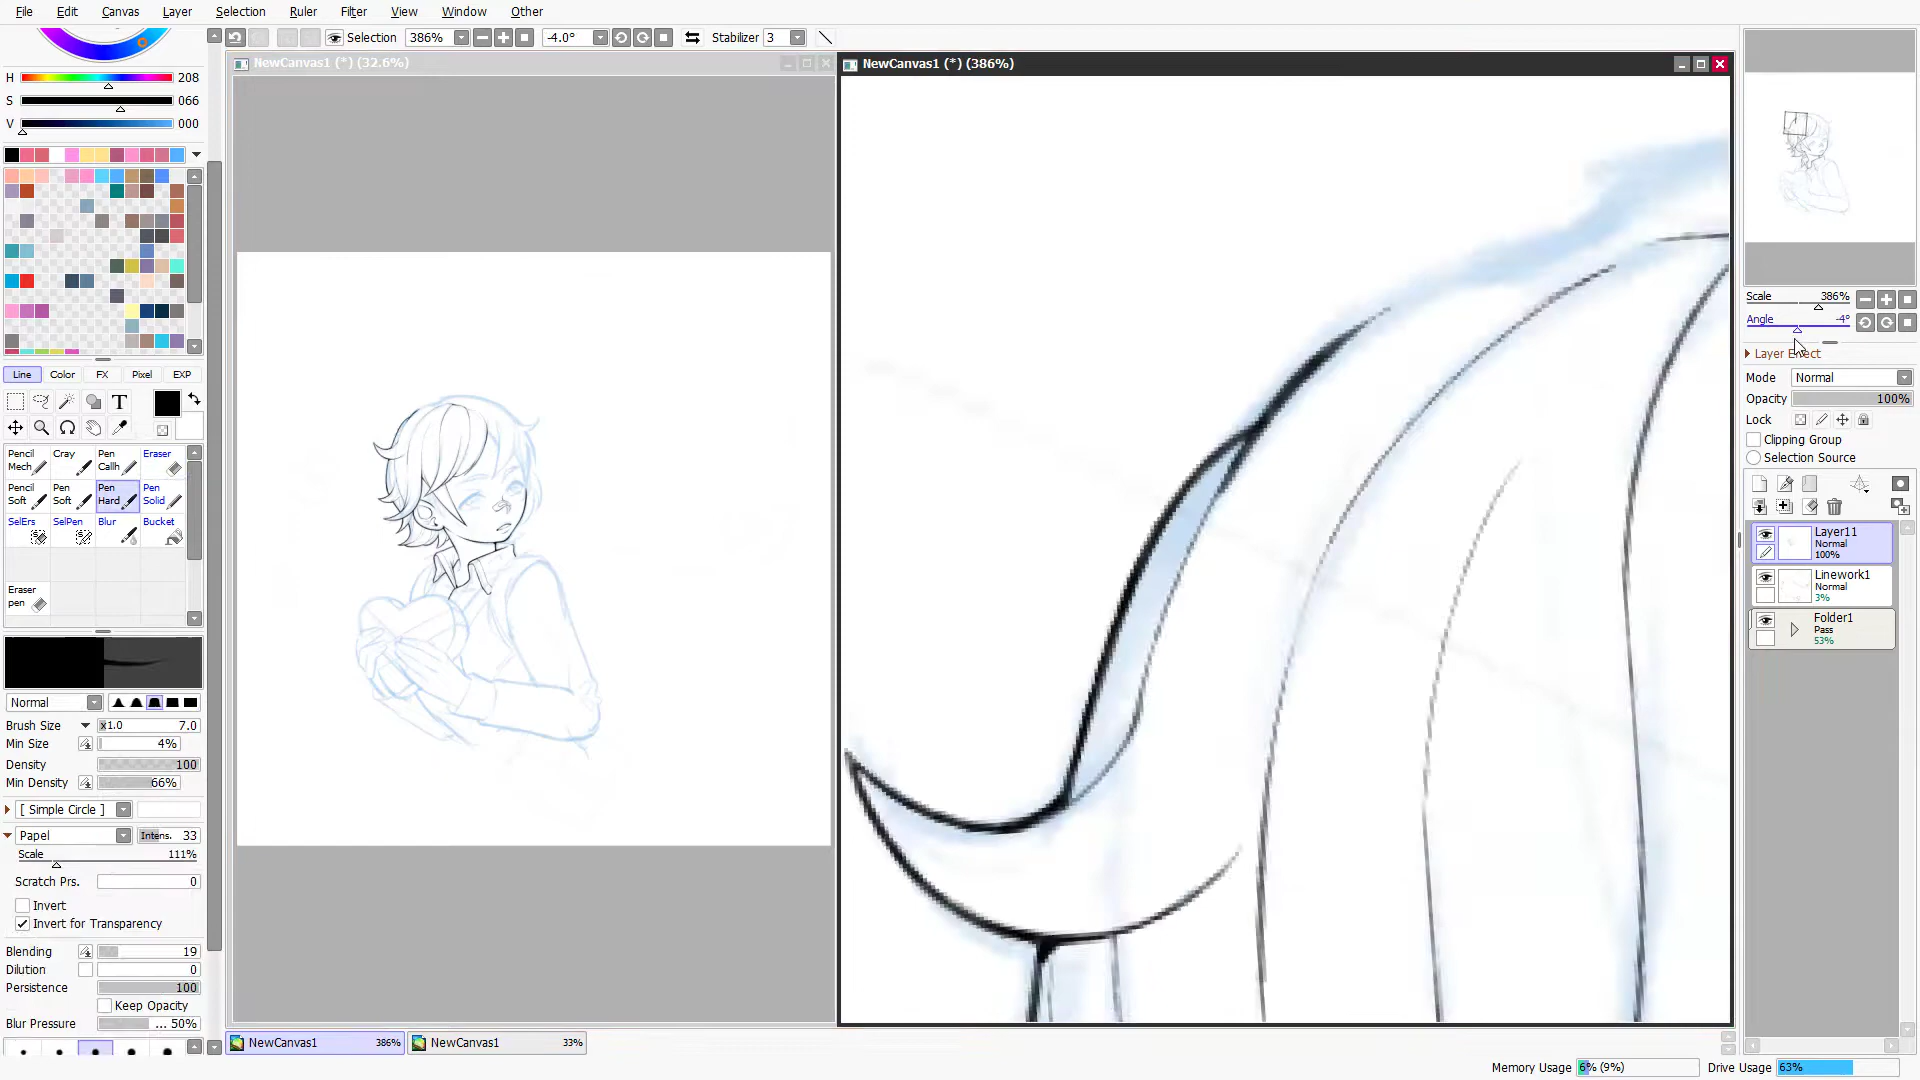 File Edit Canvas Layer Selection Ruler Filter View Window Other
Selection 386% -4.0° Stabilizer 3
NewCanvas1 (*) (32.6%)
NewCanvas1 (*) (386%)
H 208
S 066
V 000
Line Color FX Pixel EXP
T
Pencil Mech
Cray
Pen Callh
Eraser
Pencil Soft
Pen Soft
Pen Hard
Pen Solid
SelErs
SelPen
Blur
Bucket
Eraser pen
Normal
Brush Size x1.0 7.0
Min Size 4%
Density 100
Min Density 66%
[ Simple Circle ]
Papel Intens. 33
Scale 111%
Scratch Prs. 0
Invert
Invert for Transparency
Blending 19
Dilution 0
Persistence 100
Keep Opacity
Blur Pressure ... 50%
NewCanvas1 386%
NewCanvas1 33%
Scale 386%
Angle -4°
Layer Effect
Mode Normal
Opacity 100%
Lock
Clipping Group
Selection Source
Layer11
Normal
100%
Linework1
Normal
3%
Folder1
Pass
53%
Memory Usage 6% (9%) Drive Usage 63%